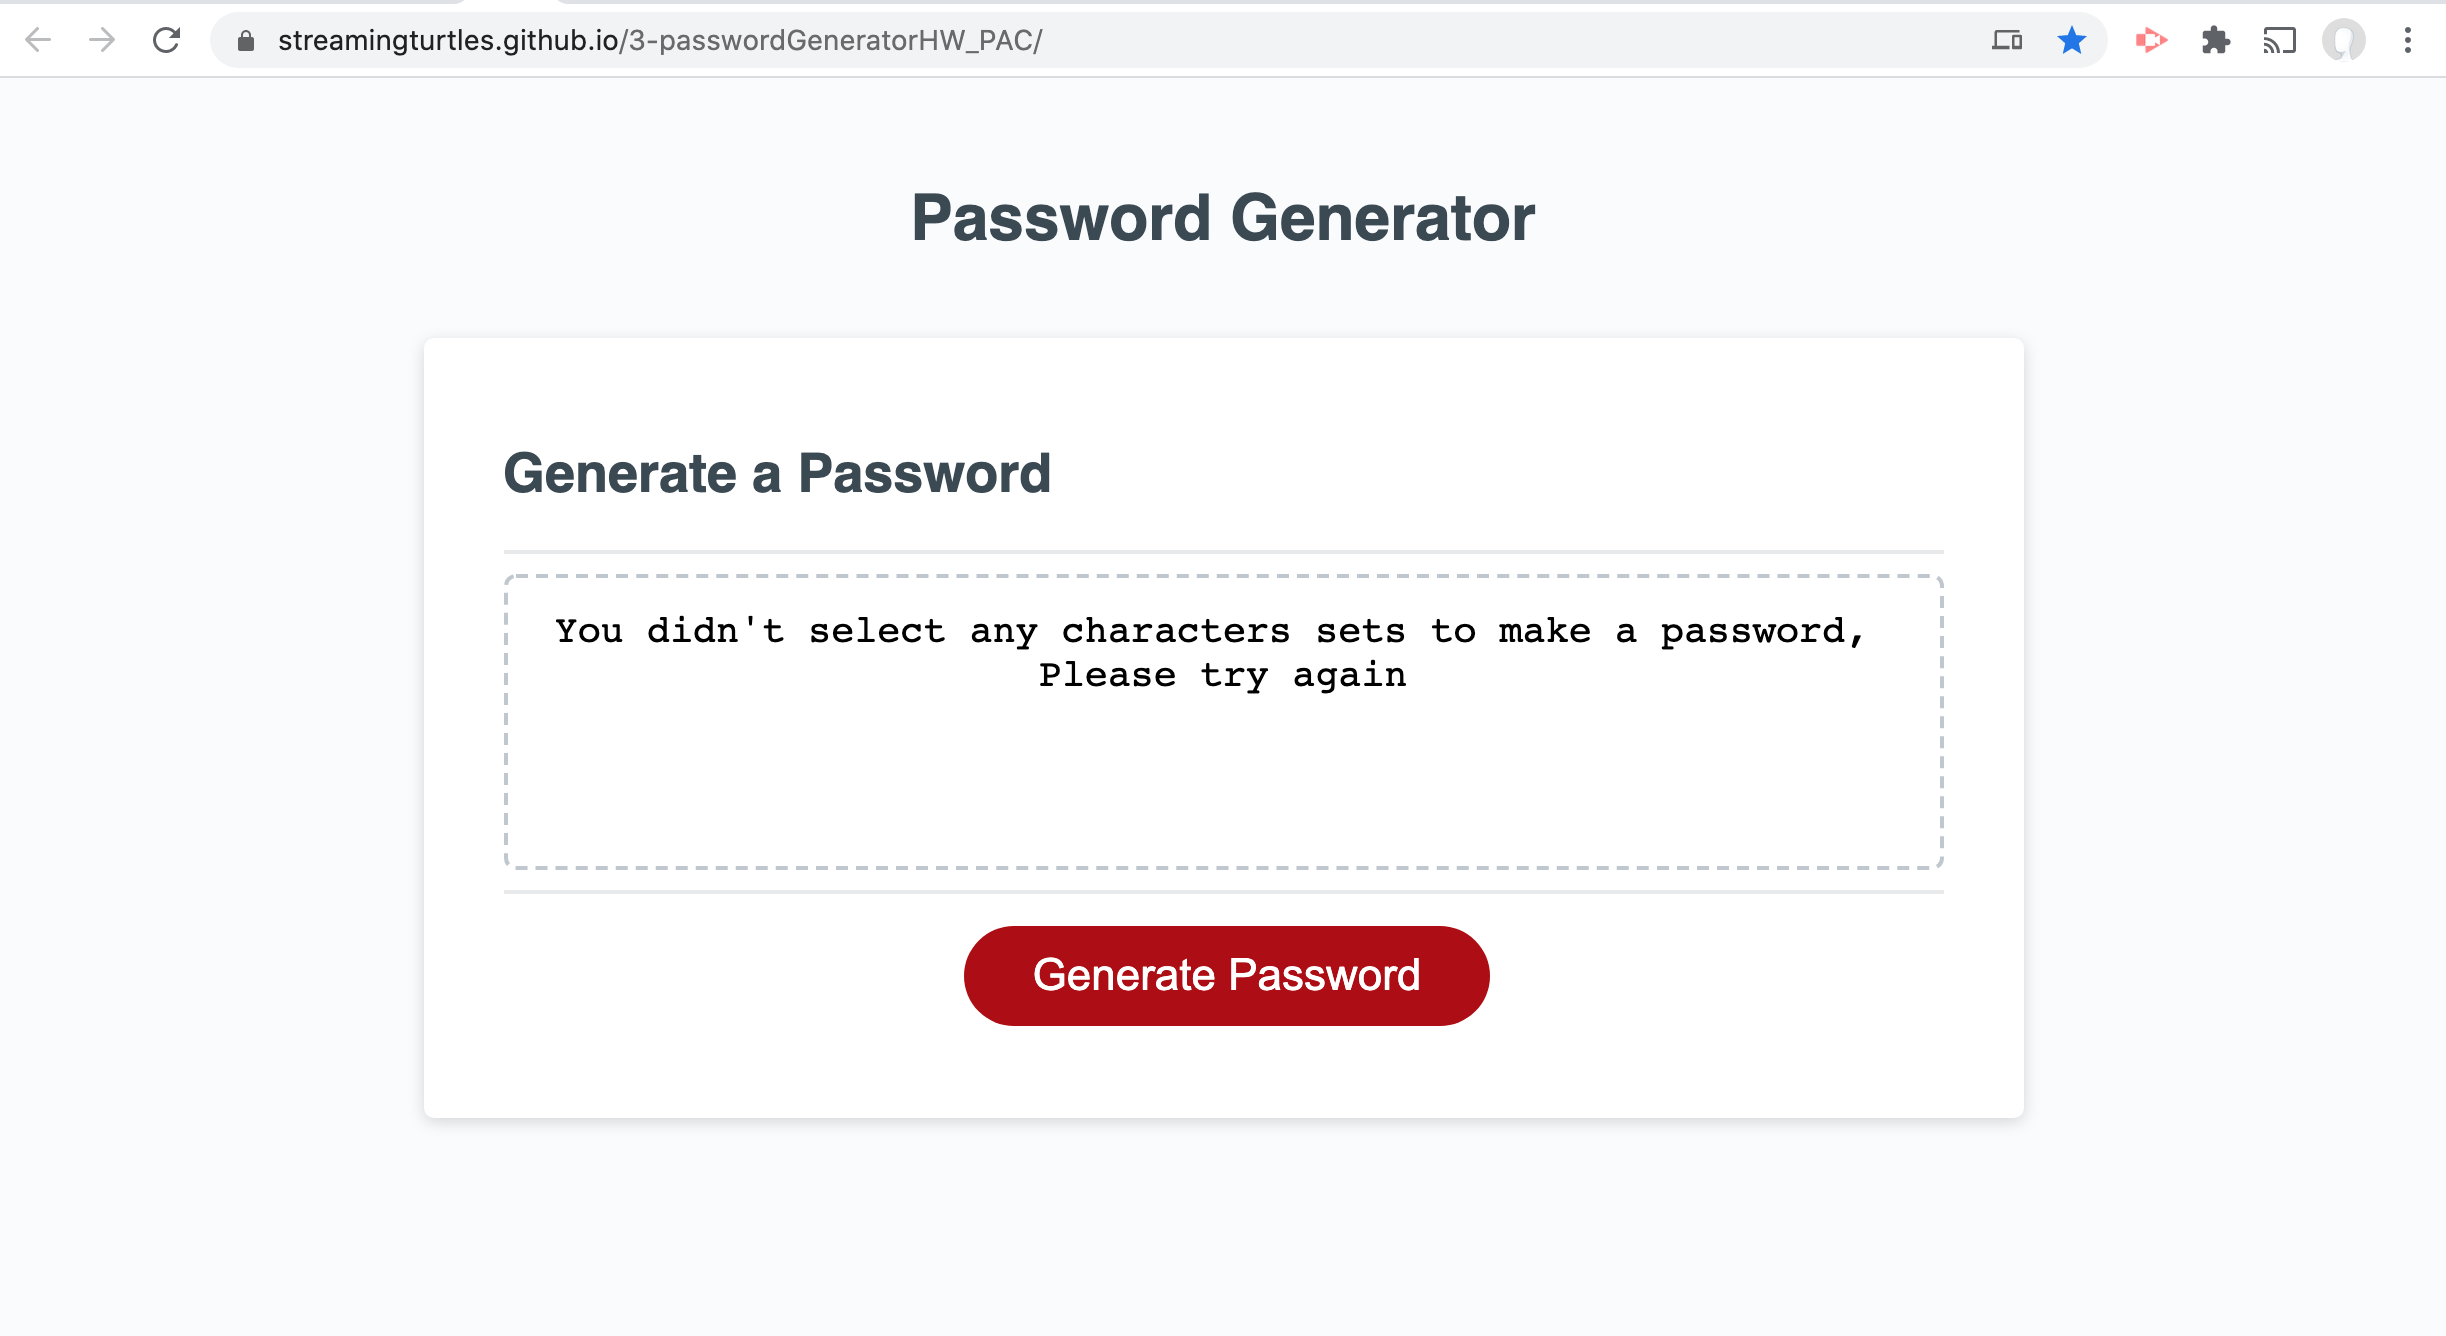 streamingturtles.github.io/3-passwordGeneratorHW_PAC/
Password Generator
Generate a Password
You didn't select any characters sets to make a password,
Please try again
Generate Password